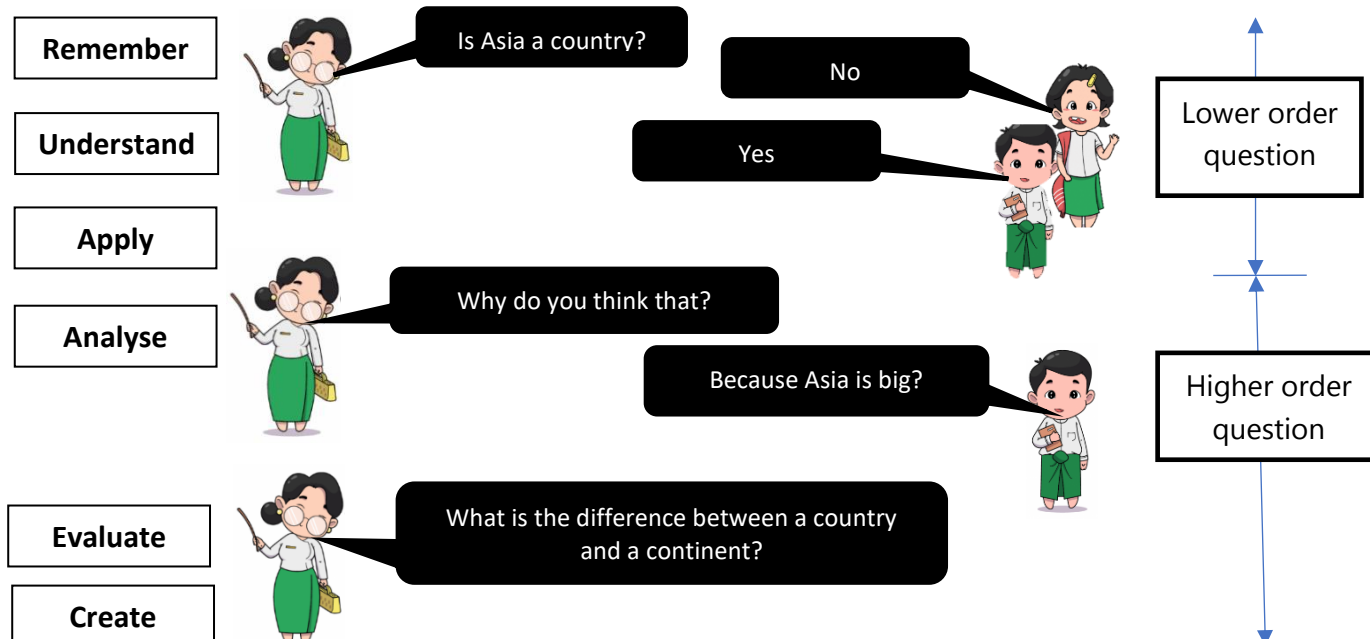 Remember
Is Asia a country?
No
Understand
Yes
Lower order
question
Apply
Why do you think that?
Analyse
Because Asia is big?
Higher order
question
Evaluate
What is the difference between a country
and a continent?
Create